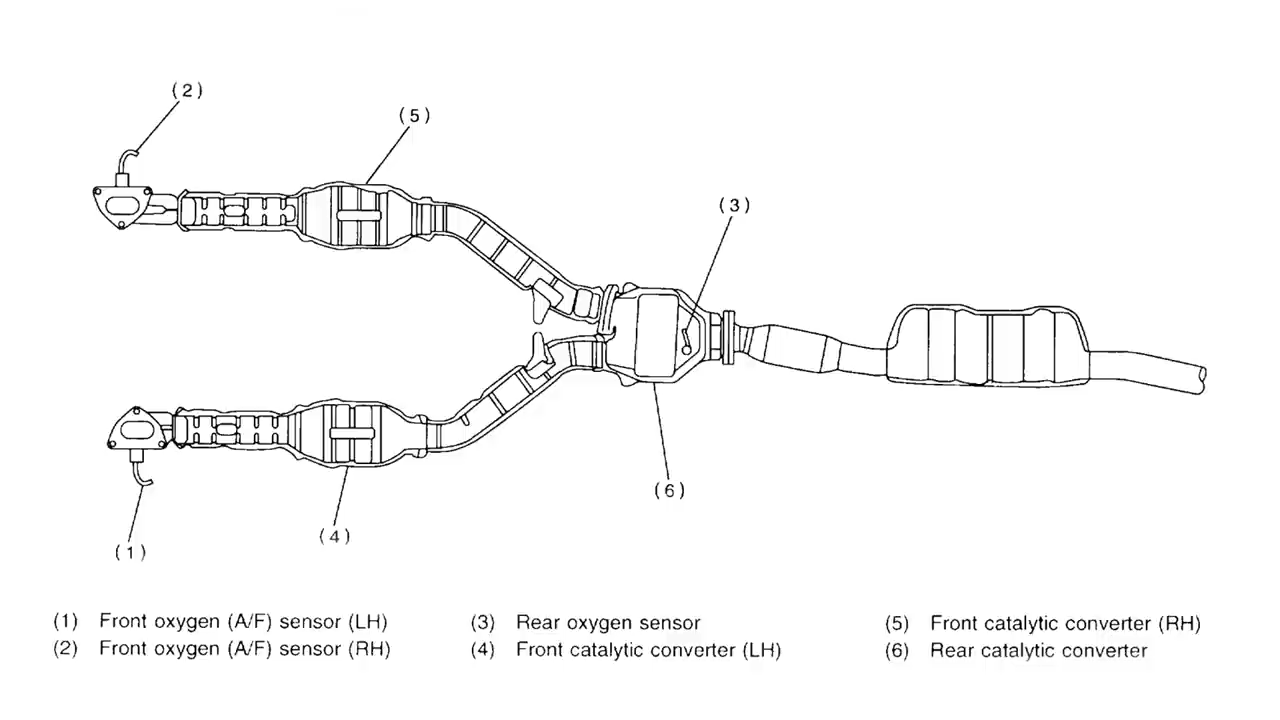 (2)
(5)
(3)
(6)
(4)
(1)
(1) Front oxygen (A/F) sensor (LH)
(2) Front oxygen (A/F) sensor (RH)
(3) Rear oxygen sensor
(4) Front catalytic converter (LH)
(5) Front catalytic converter (RH)
(6) Rear catalytic converter